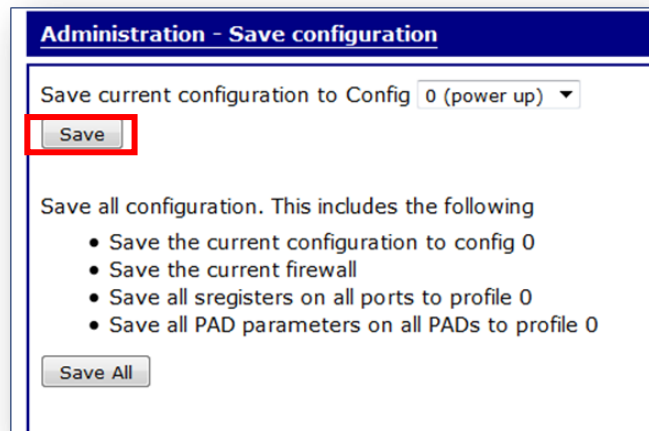 Administration - Save configuration
Save current configuration to Config 0 (power up)
Save
Save all configuration. This includes the following
• Save the current configuration to config 0
• Save the current firewall
• Save all sregisters on all ports to profile 0
• Save all PAD parameters on all PADs to profile 0
Save All